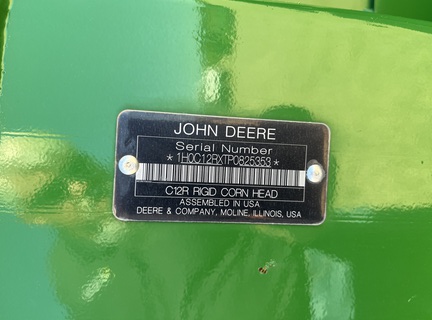 JOHN DEERE
Serial Number
*1H0C12RXTP0825353*
C12R RIGID CORN HEAD
ASSEMBLED IN USA
DEERE & COMPANY, MOLINE, ILLINOIS, USA